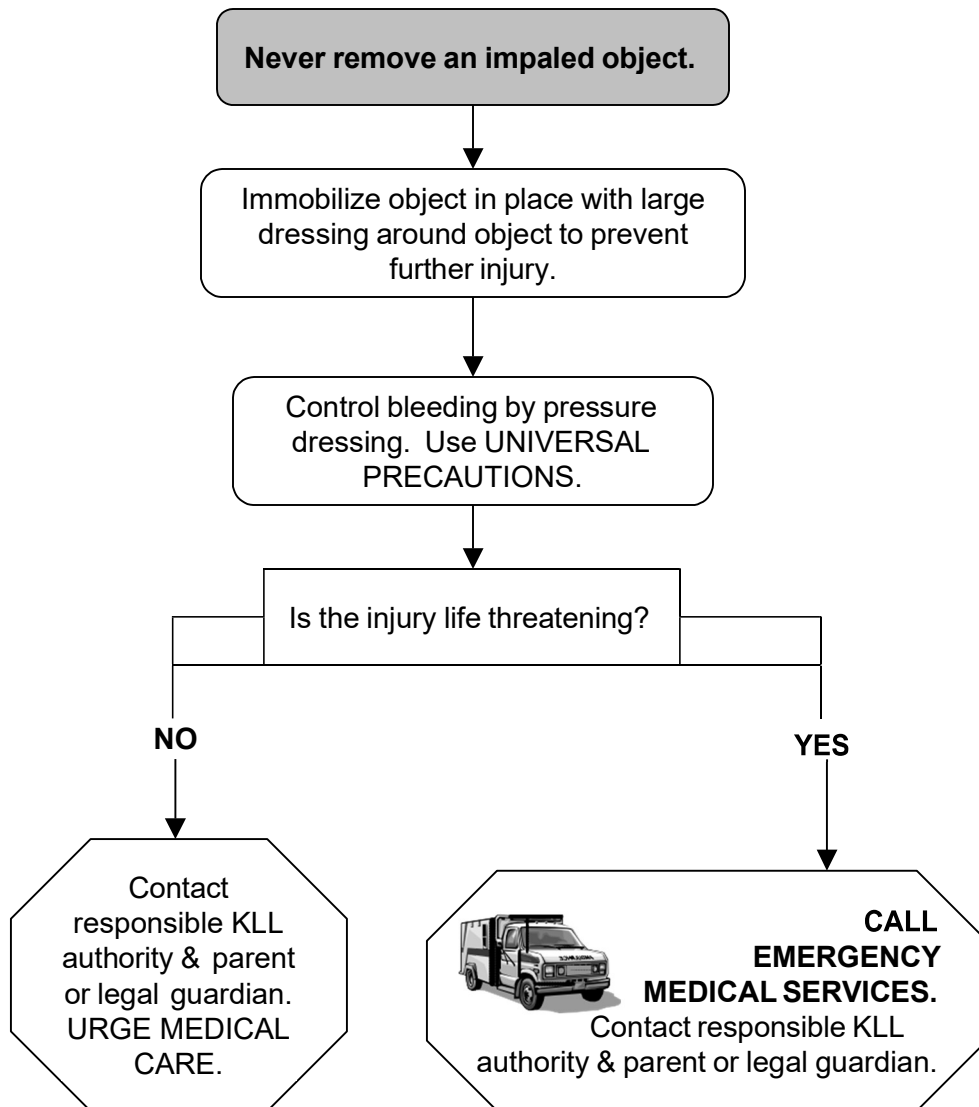 Never remove an impaled object.
Immobilize object in place with large
dressing around object to prevent
further injury.
Control bleeding by pressure
dressing. Use UNIVERSAL
PRECAUTIONS.
Is the injury life threatening?
NO
YES
Contact
responsible KLL
authority & parent
or legal guardian.
URGE MEDICAL
CARE.
CALL
EMERGENCY
MEDICAL SERVICES.
Contact responsible KLL
authority & parent or legal guardian.